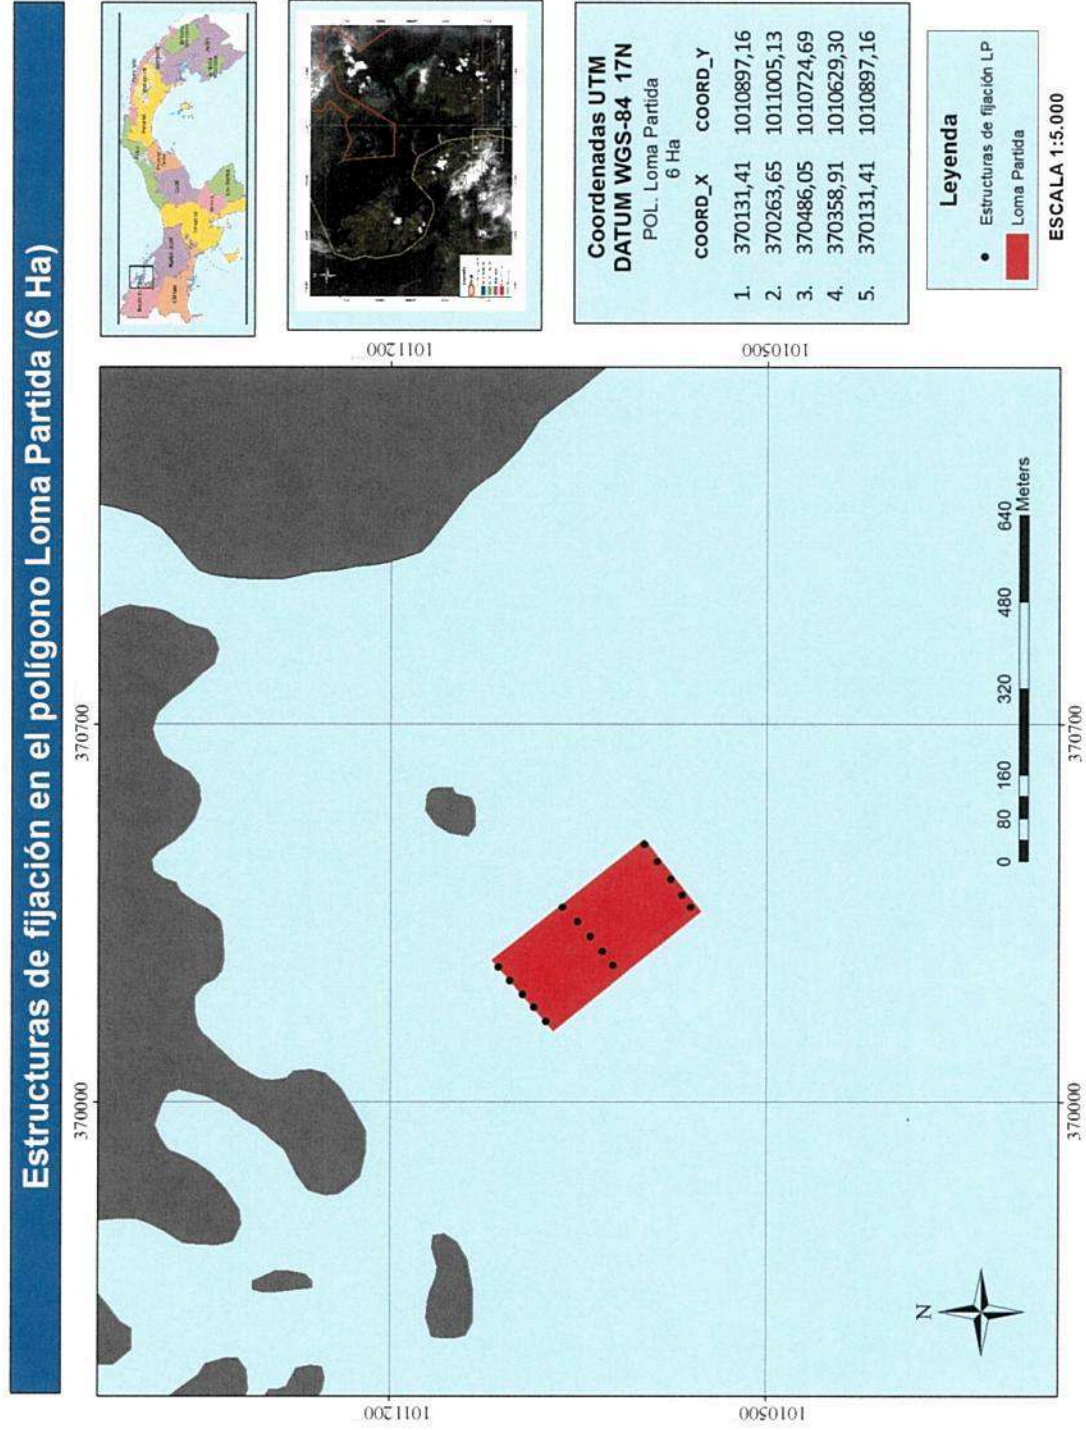 Estructuras de fijación en el polígono Loma Partida (6 Ha)
370000
370700
1011200
1010500
1011200
1010500
370000
370700
N
0 80 160 320 480 640
Meters
Coordenadas UTM
DATUM WGS-84 17N
POL. Loma Partida
6 Ha
COORD_X COORD_Y
1. 370131,41 1010897,16
2. 370263,65 1011005,13
3. 370486,05 1010724,69
4. 370358,91 1010629,30
5. 370131,41 1010897,16
Leyenda
Estructuras de fijación LP
Loma Partida
ESCALA 1:5.000